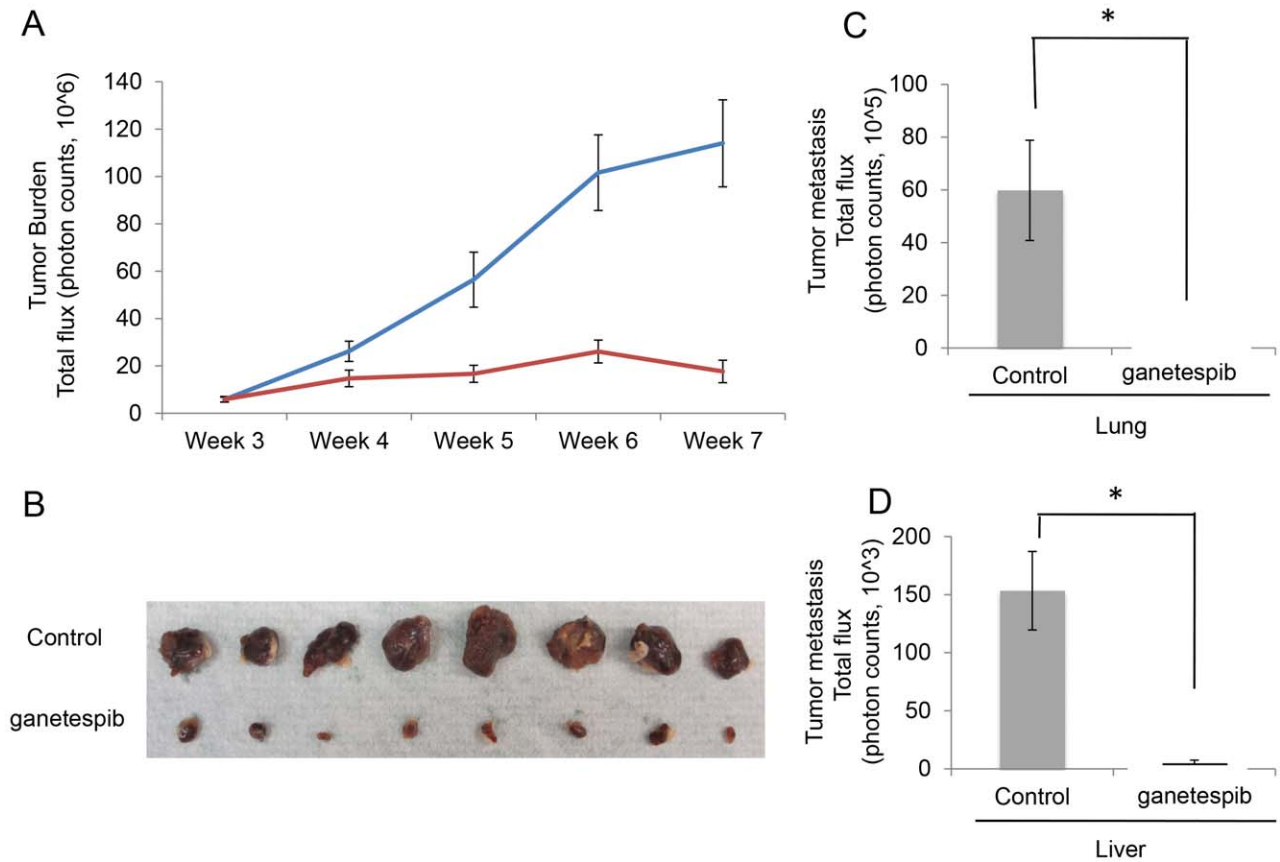 A
Tumor Burden
Total flux (photon counts, 10^6)
140
120
100
80
60
40
20
0
Week 3 Week 4 Week 5 Week 6 Week 7
B
Control
ganetespib
C
*
Tumor metastasis
Total flux
(photon counts, 10^5)
100
80
60
40
20
0
Control ganetespib
Lung
D
*
Tumor metastasis
Total flux
(photon counts, 10^3)
200
150
100
50
0
Control ganetespib
Liver